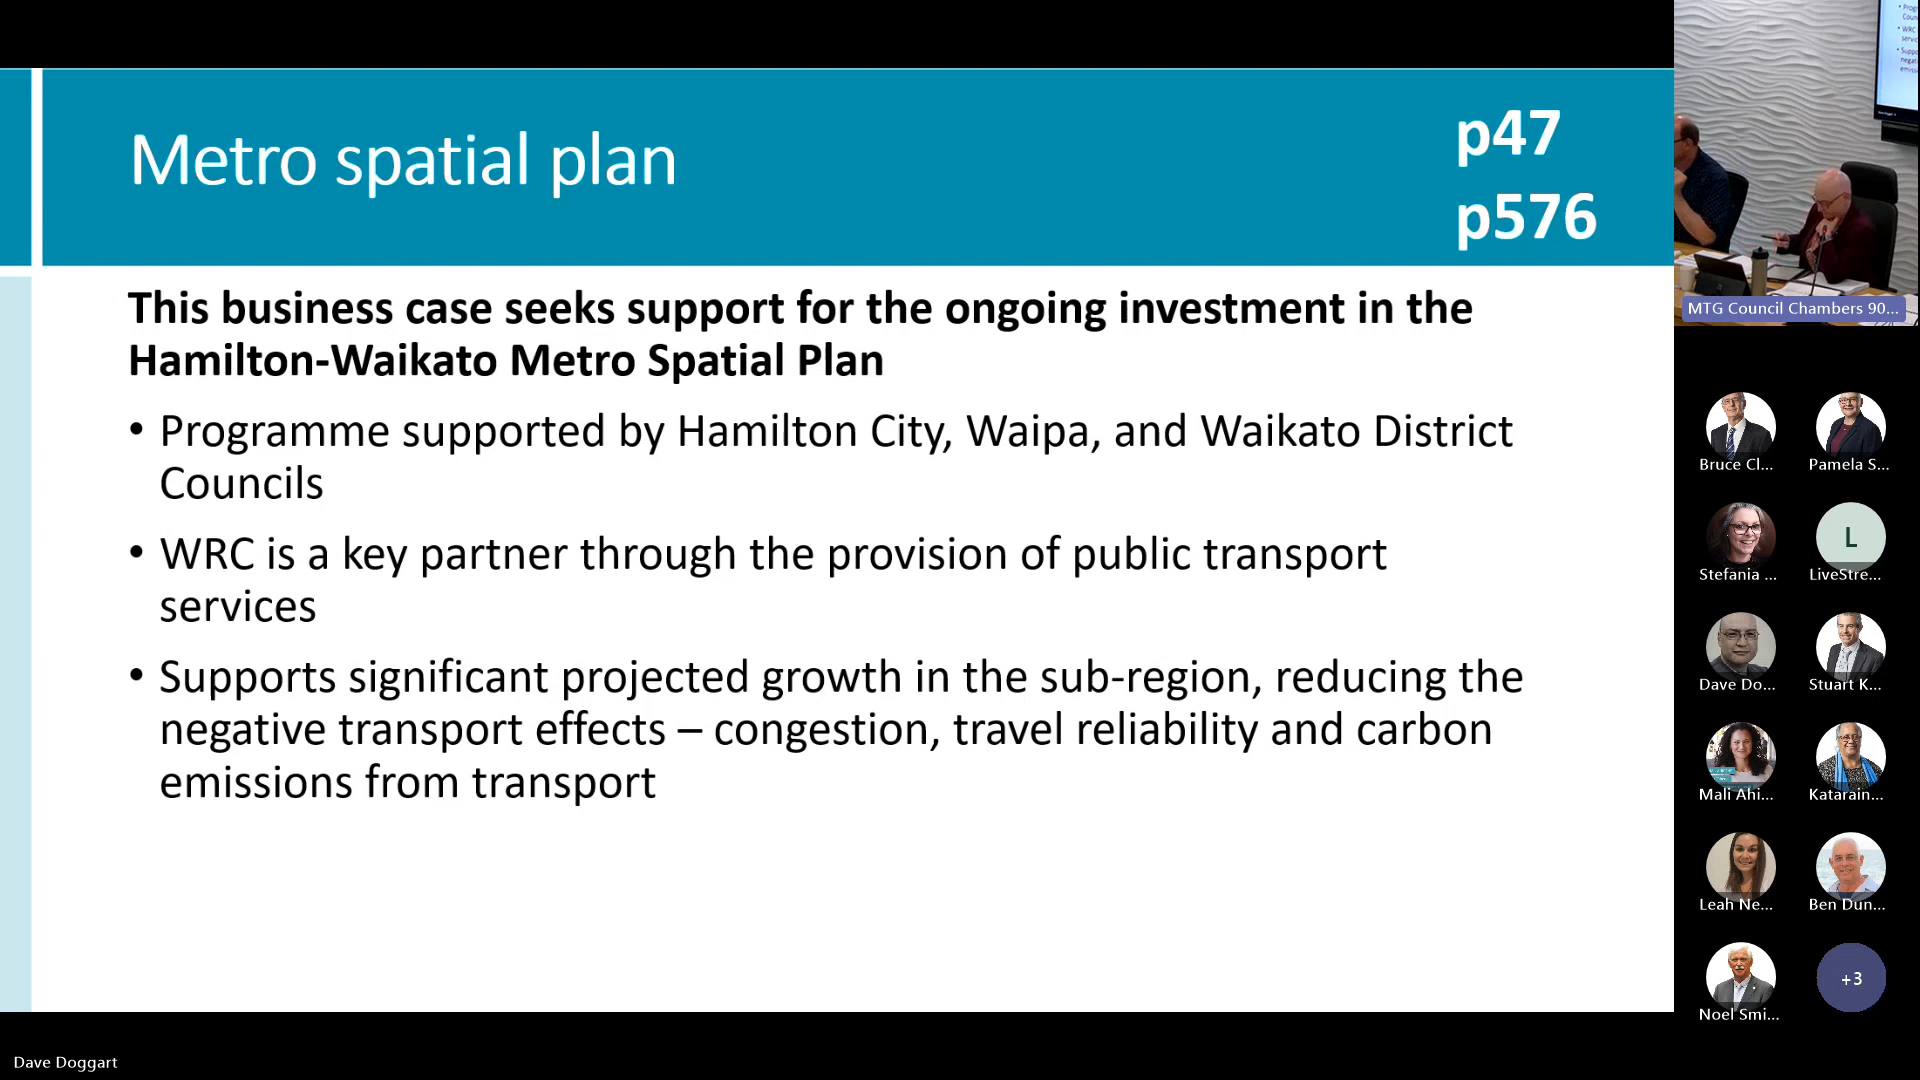 Metro spatial plan
p47
p576
This business case seeks support for the ongoing investment in the
Hamilton-Waikato Metro Spatial Plan
• Programme supported by Hamilton City, Waipa, and Waikato District
Councils
• WRC is a key partner through the provision of public transport
services
• Supports significant projected growth in the sub-region, reducing the
negative transport effects – congestion, travel reliability and carbon
emissions from transport
MTG Council Chambers 90...
Bruce Cl...
Pamela S...
Stefania ...
L
LiveStre...
Dave Do...
Stuart K...
Mali Ahi...
Katarain...
Leah Ne...
Ben Dun...
Noel Smi...
+3
Dave Doggart